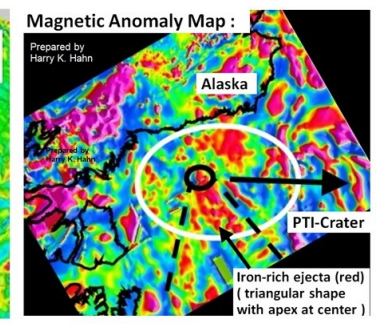 Magnetic Anomaly Map :
Prepared by
Harry K. Hahn
Alaska
Prepared by
Harry K. Hahn
PTI-Crater
Iron-rich ejecta (red)
( triangular shape
with apex at center )